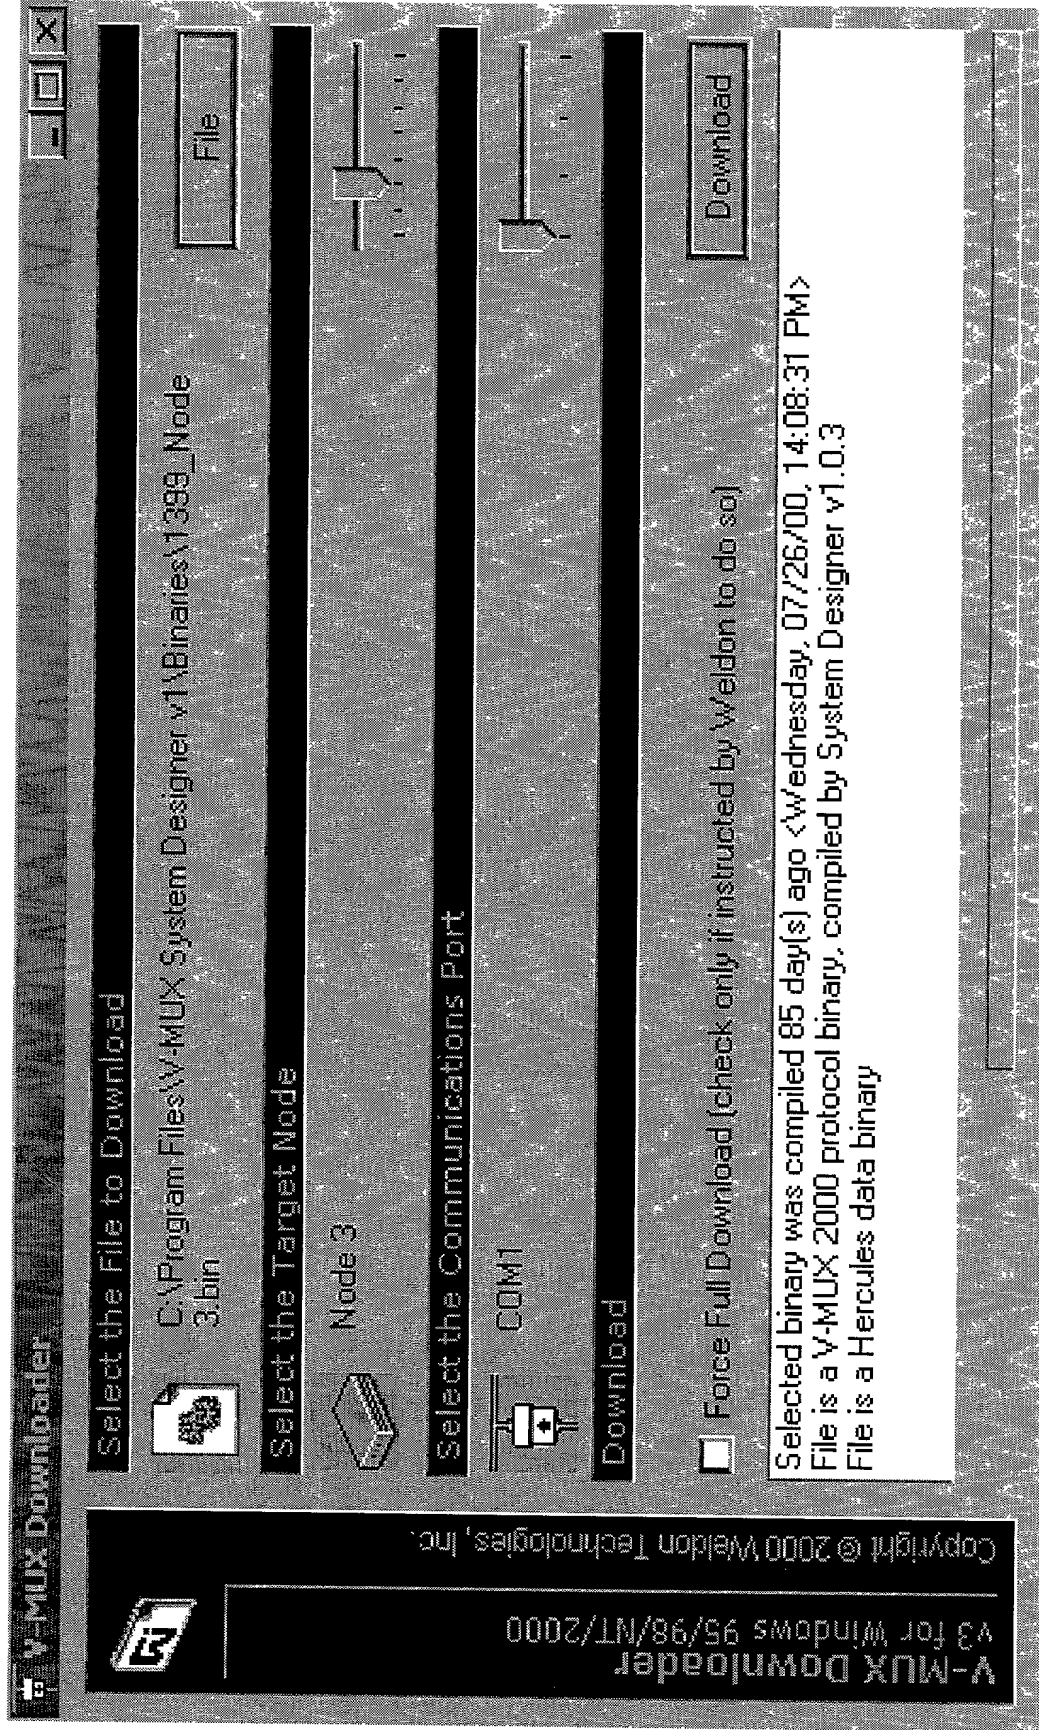 V-MUX Downloader
Select the File to Download
C:\Program Files\V-MUX System Designer v1\Binaries\1399_Node
3.bin
File
Select the Target Node
Node 3
Select the Communications Port
COM1
Download
Force Full Download (check only if instructed by Weldon to do so)
Download
Selected binary was compiled 85 day(s) ago <Wednesday, 07/26/00, 14:08:31 PM>
File is a V-MUX 2000 protocol binary, compiled by System Designer v1.0.3
File is a Hercules data binary
V-MUX Downloader
v3 for Windows 95/98/NT/2000
Copyright © 2000 Weldon Technologies, Inc.